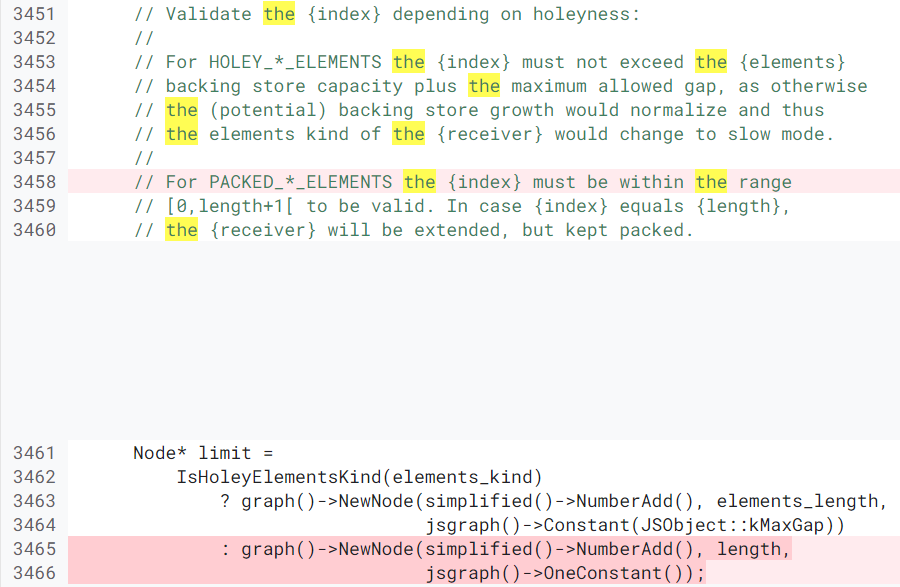 3451 // Validate the {index} depending on holeyness:
3452 //
3453 // For HOLEY_*_ELEMENTS the {index} must not exceed the {elements}
3454 // backing store capacity plus the maximum allowed gap, as otherwise
3455 // the (potential) backing store growth would normalize and thus
3456 // the elements kind of the {receiver} would change to slow mode.
3457 //
3458 // For PACKED_*_ELEMENTS the {index} must be within the range
3459 // [0,length+1[ to be valid. In case {index} equals {length},
3460 // the {receiver} will be extended, but kept packed.
3461 Node* limit =
3462 IsHoleyElementsKind(elements_kind)
3463 ? graph()->NewNode(simplified()->NumberAdd(), elements_length,
3464 jsgraph()->Constant(JSObject::kMaxGap))
3465 : graph()->NewNode(simplified()->NumberAdd(), length,
3466 jsgraph()->OneConstant());